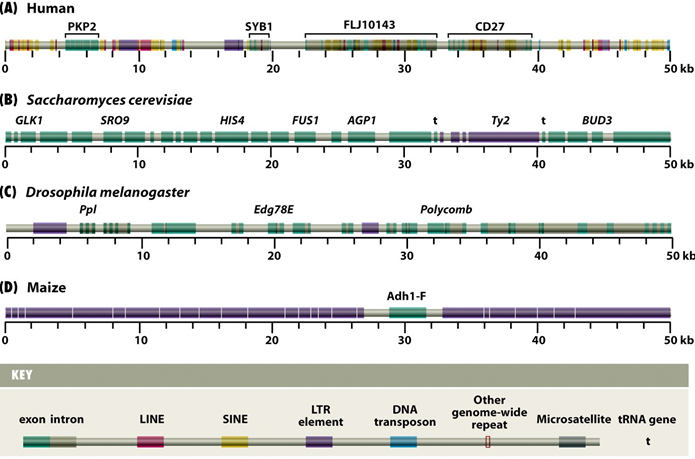 (A) Human
PKP2 SYB1 FLJ10143 CD27
0 10 20 30 40 50 kb
(B) Saccharomyces cerevisiae
GLK1 SRO9 HIS4 FUS1 AGP1 t Ty2 t BUD3
0 10 20 30 40 50 kb
(C) Drosophila melanogaster
Ppl Edg78E Polycomb
0 10 20 30 40 50 kb
(D) Maize
Adh1-F
0 10 20 30 40 50 kb
KEY
exon intron LINE SINE LTR element DNA transposon Other genome-wide repeat Microsatellite tRNA gene
t